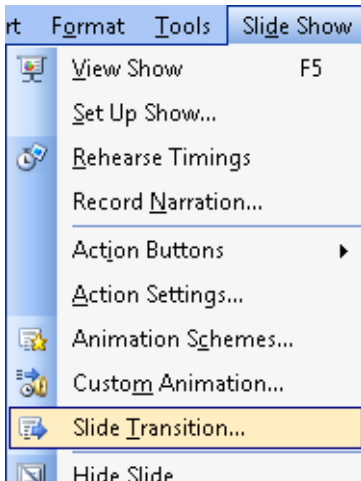 rt Format Tools Slide Show
View Show F5
Set Up Show...
Rehearse Timings
Record Narration...
Action Buttons
Action Settings...
Animation Schemes...
Custom Animation...
Slide Transition...
Hide Slide